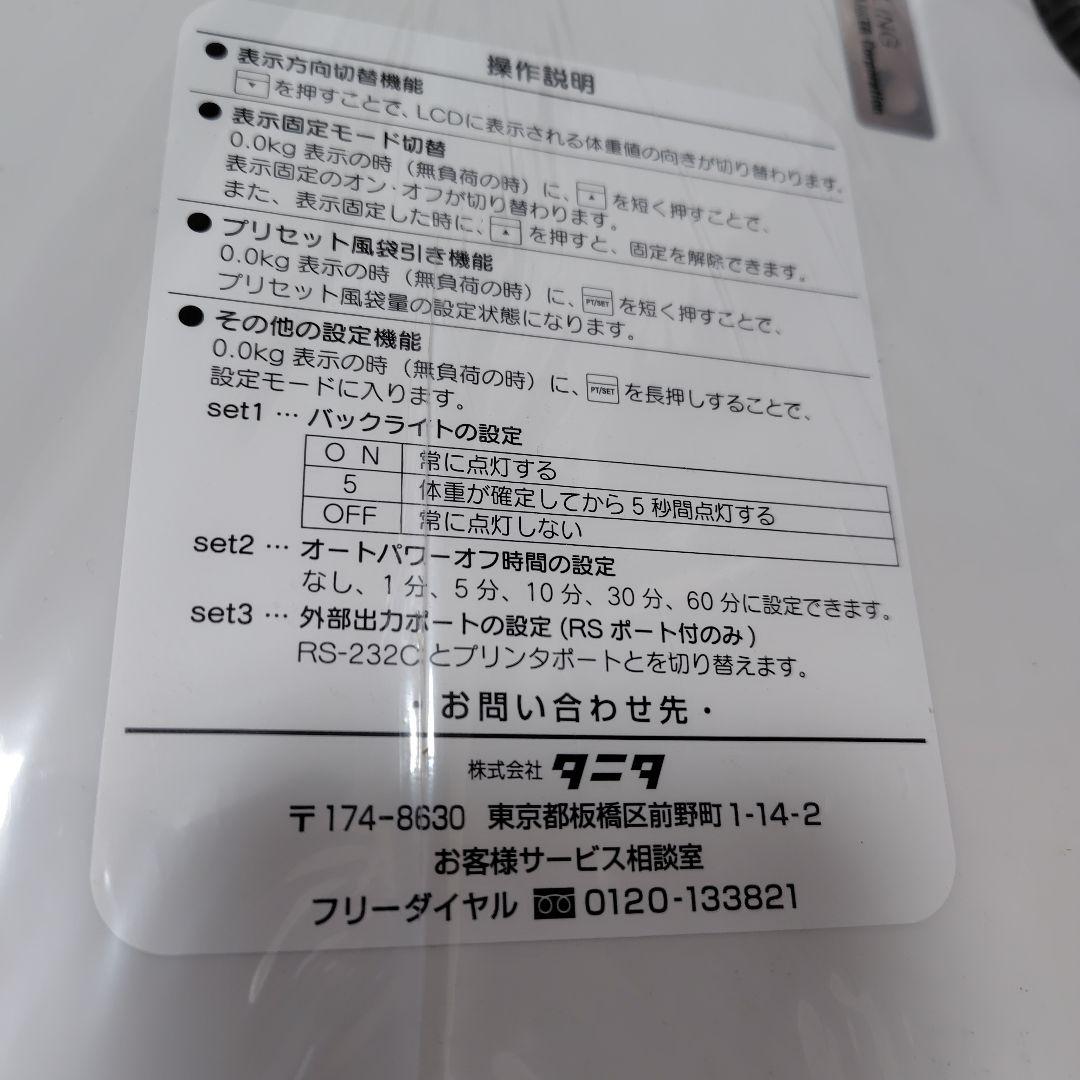 操作説明
● 表示方向切替機能
▼ を押すことで、LCDに表示される体重値の向きが切り替わります。
● 表示固定モード切替
0.0kg 表示の時（無負荷の時）に、▲ を短く押すことで、
表示固定のオン・オフが切り替わります。
また、表示固定した時に、▲ を押すと、固定を解除できます。
● プリセット風袋引き機能
0.0kg 表示の時（無負荷の時）に、PT/SET を短く押すことで、
プリセット風袋量の設定状態になります。
● その他の設定機能
0.0kg 表示の時（無負荷の時）に、PT/SET を長押しすることで、
設定モードに入ります。
set1 … バックライトの設定
ON 常に点灯する
5 体重が確定してから5秒間点灯する
OFF 常に点灯しない
set2 … オートパワーオフ時間の設定
なし、1分、5分、10分、30分、60分に設定できます。
set3 … 外部出力ポートの設定(RSポート付のみ)
RS-232Cとプリンタポートとを切り替えます。
・お問い合わせ先・
株式会社 タニタ
〒174-8630 東京都板橋区前野町1-14-2
お客様サービス相談室
フリーダイヤル 0120-133821